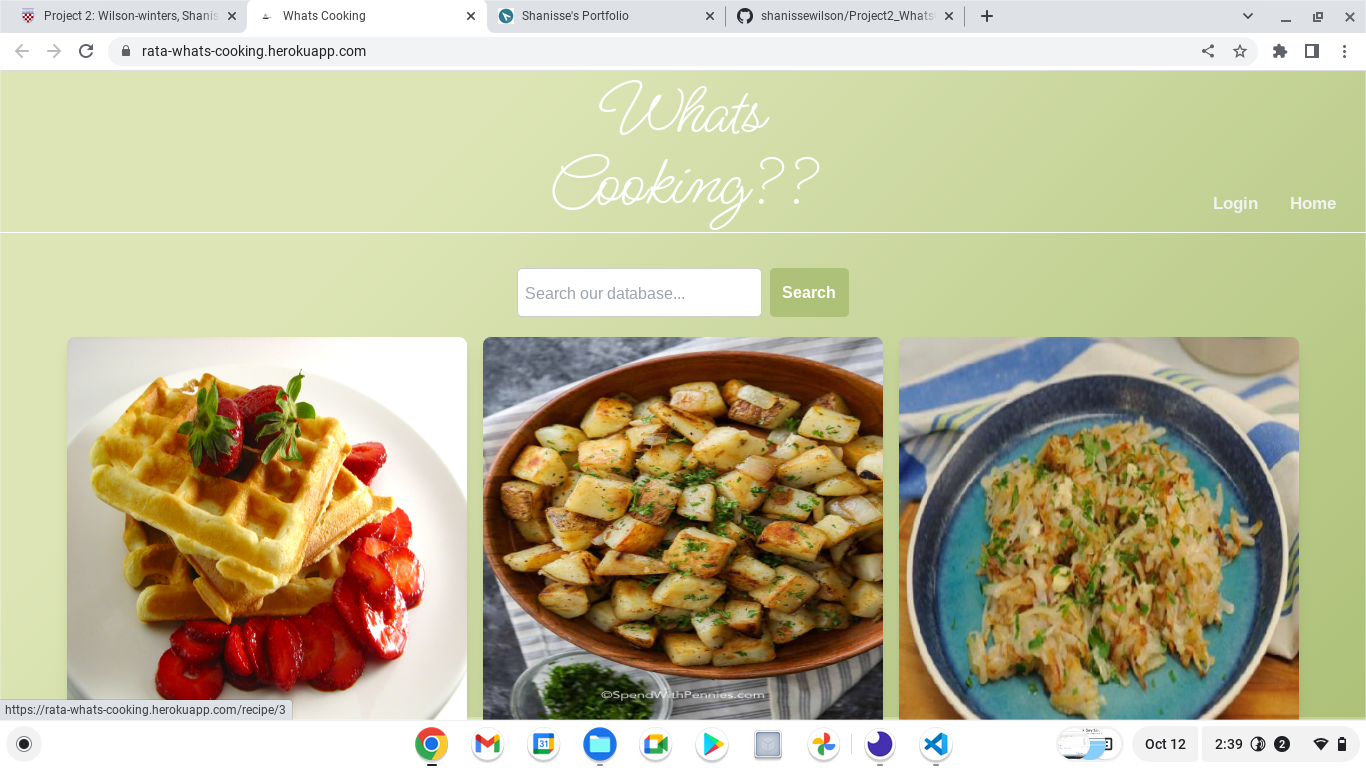 Project 2: Wilson-winters, Shanis
Whats Cooking
Shanisse's Portfolio
shanissewilson/Project2_Whats
rata-whats-cooking.herokuapp.com
Whats
Cooking??
Login
Home
Search our database...
Search
©SpendWithPennies.com
https://rata-whats-cooking.herokuapp.com/recipe/3
31
Oct 12
2:39
2